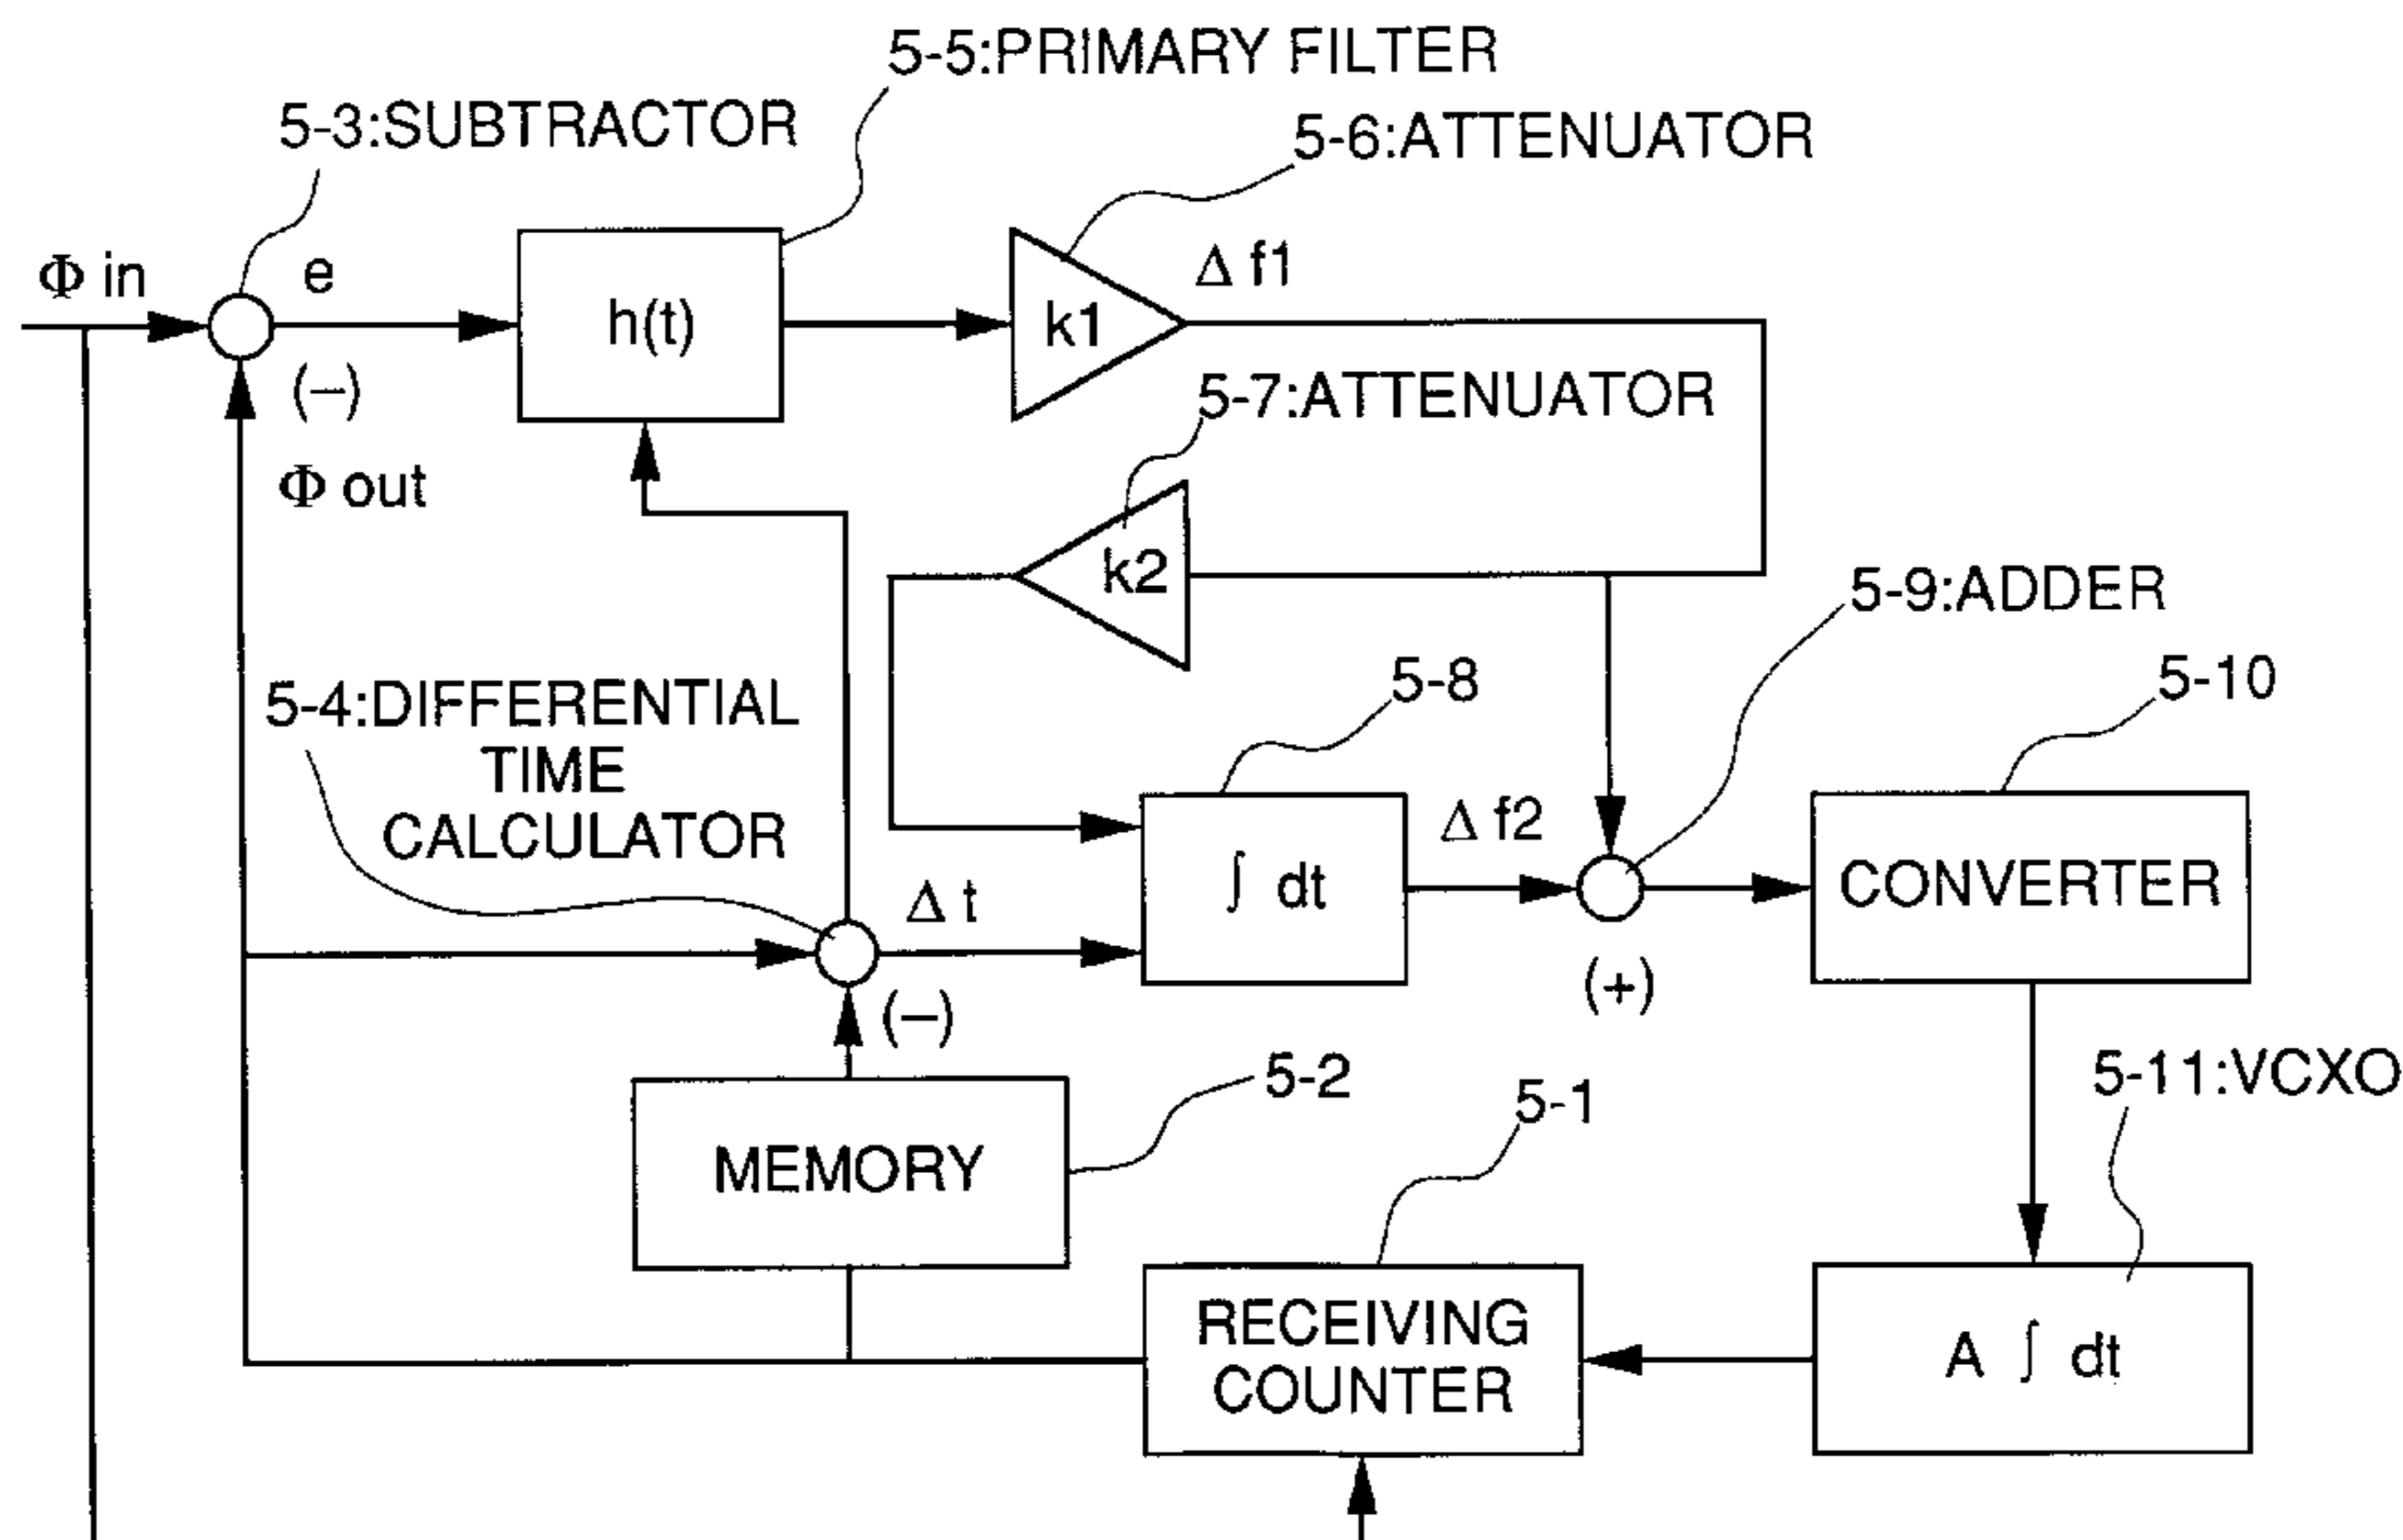 5-5:PRIMARY FILTER
5-3:SUBTRACTOR
5-6:ATTENUATOR
Φ in
e
h(t)
k1
Δ f1
(−)
5-7:ATTENUATOR
Φ out
k2
5-9:ADDER
5-4:DIFFERENTIAL
TIME
CALCULATOR
5-8
5-10
Δ t
∫ dt
Δ f2
CONVERTER
(−)
(+)
5-2
5-1
5-11:VCXO
MEMORY
RECEIVING
COUNTER
A ∫ dt